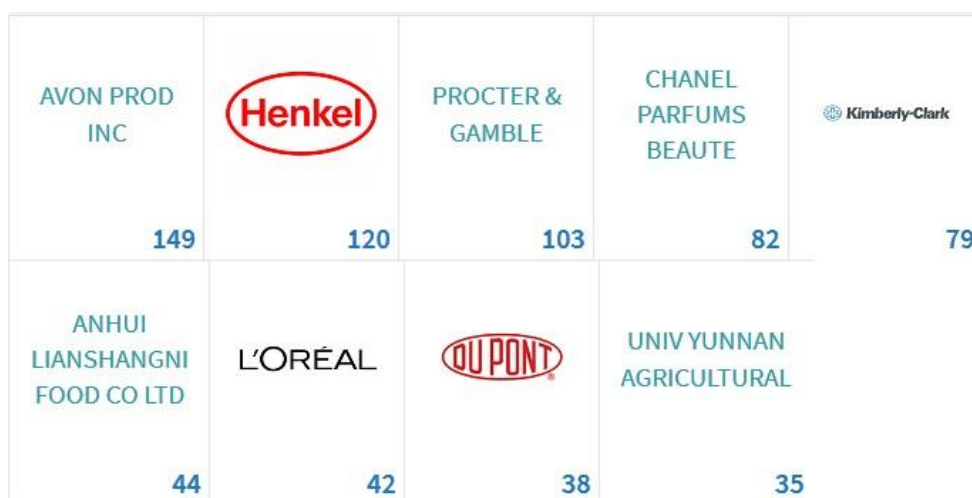 AVON PROD
INC
149
Henkel
120
PROCTER &
GAMBLE
103
CHANEL
PARFUMS
BEAUTE
82
Kimberly-Clark
79
ANHUI
LIANSHANGNI
FOOD CO LTD
44
L'ORÉAL
42
DU PONT
®
38
UNIV YUNNAN
AGRICULTURAL
35